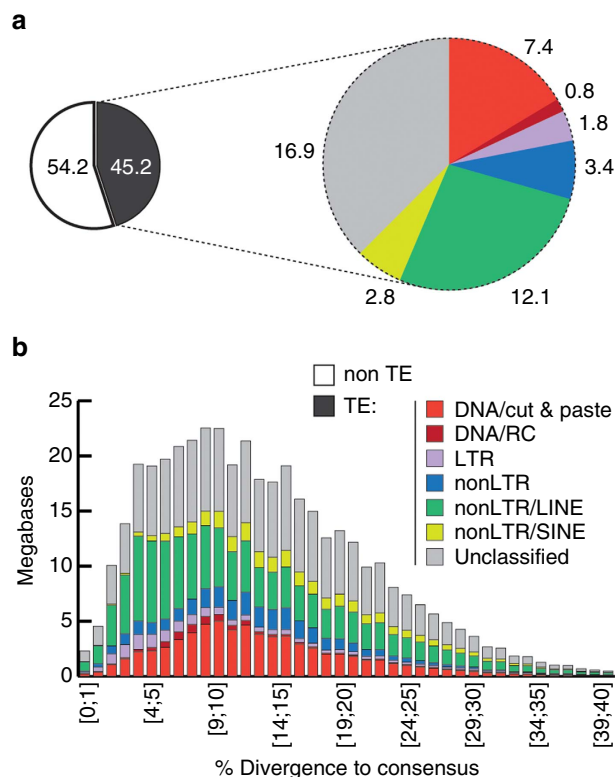 a
54.2
45.2
7.4
0.8
1.8
3.4
12.1
2.8
16.9
b
non TE
TE:
DNA/cut & paste
DNA/RC
LTR
nonLTR
nonLTR/LINE
nonLTR/SINE
Unclassified
Megabases
25
20
15
10
5
0
[0;1]
[4;5]
[9;10]
[14;15]
[19;20]
[24;25]
[29;30]
[34;35]
[39;40]
% Divergence to consensus